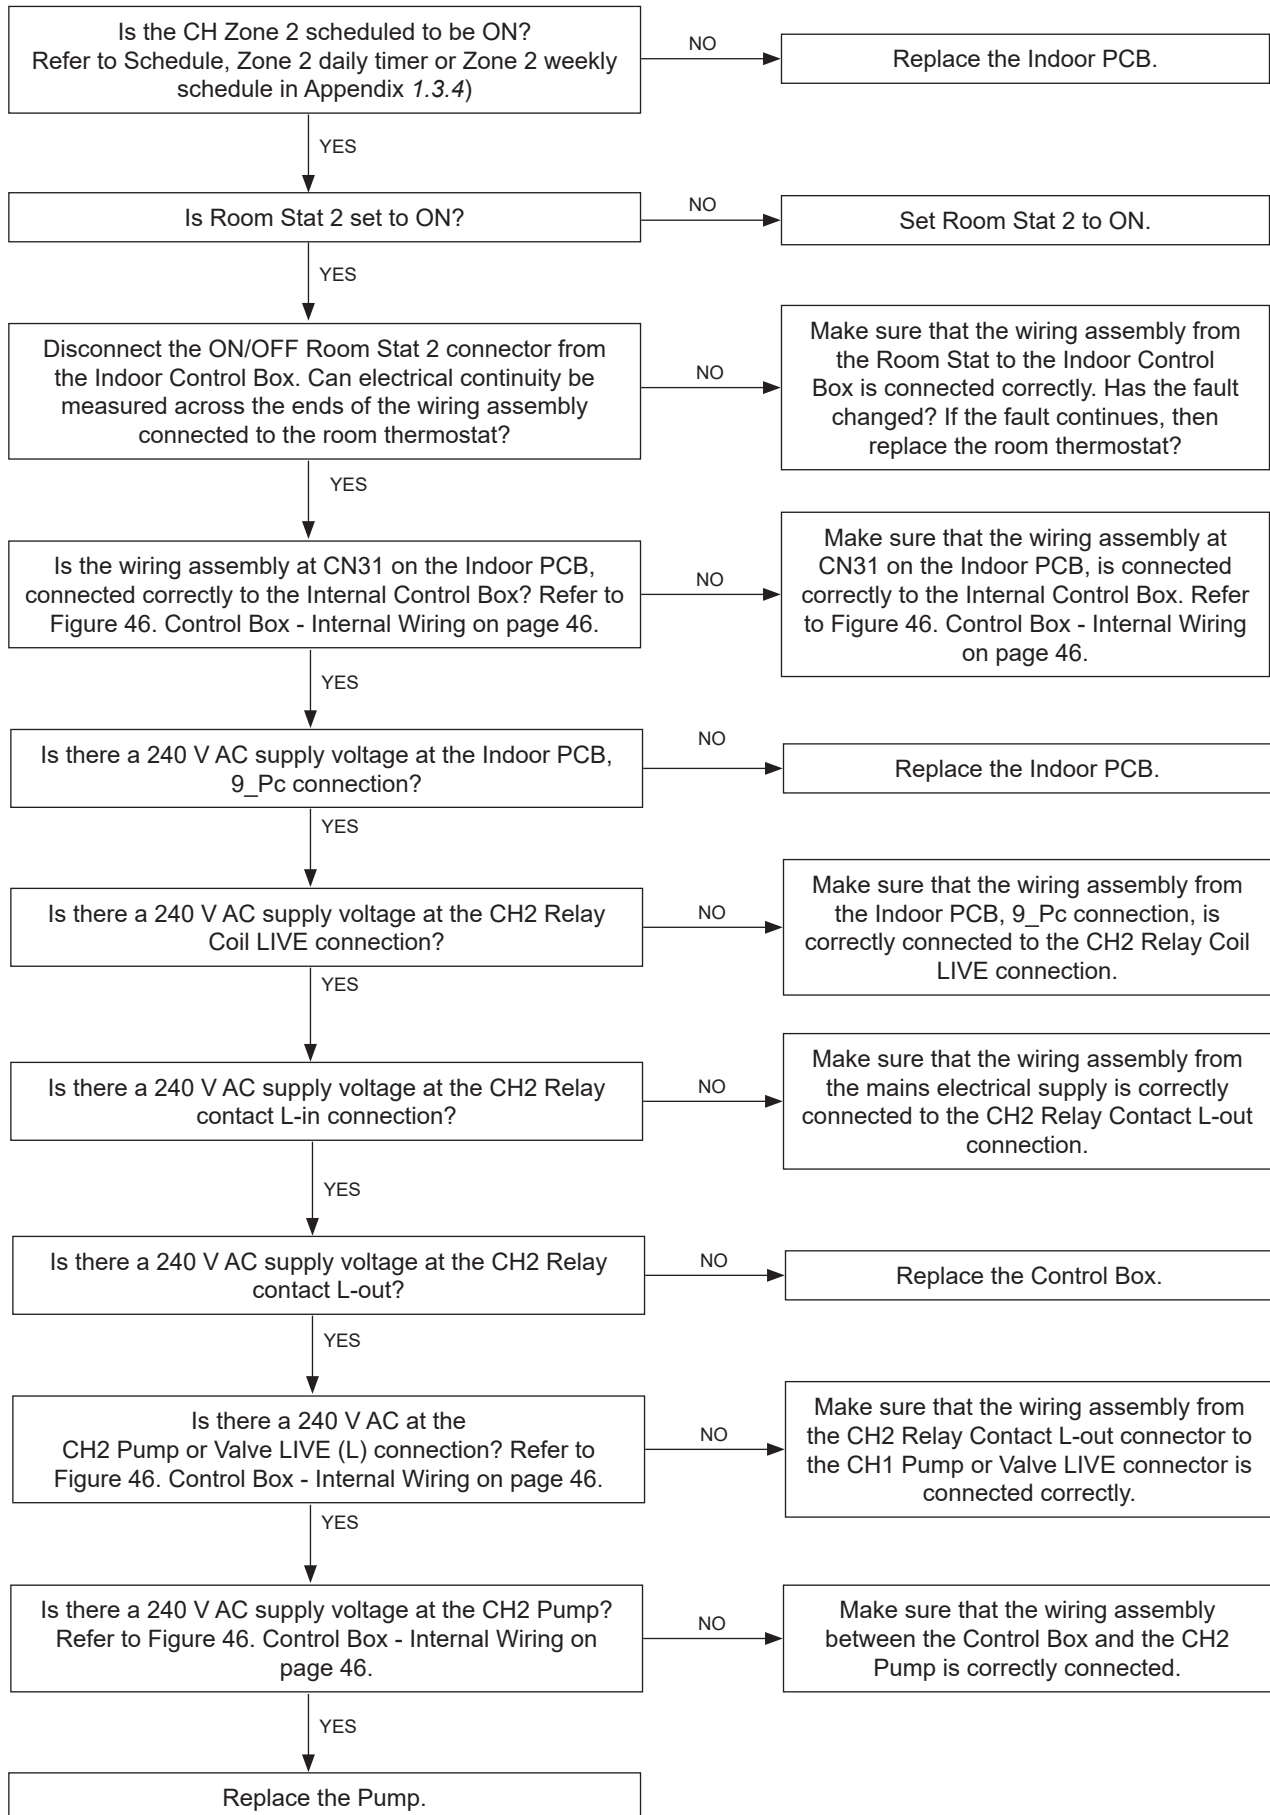 Is the CH Zone 2 scheduled to be ON?
Refer to Schedule, Zone 2 daily timer or Zone 2 weekly
schedule in Appendix 1.3.4)
NO
Replace the Indoor PCB.
YES
Is Room Stat 2 set to ON?
NO
Set Room Stat 2 to ON.
YES
Disconnect the ON/OFF Room Stat 2 connector from
the Indoor Control Box. Can electrical continuity be
measured across the ends of the wiring assembly
connected to the room thermostat?
NO
Make sure that the wiring assembly from
the Room Stat to the Indoor Control
Box is connected correctly. Has the fault
changed? If the fault continues, then
replace the room thermostat?
YES
Is the wiring assembly at CN31 on the Indoor PCB,
connected correctly to the Internal Control Box? Refer to
Figure 46. Control Box - Internal Wiring on page 46.
NO
Make sure that the wiring assembly at
CN31 on the Indoor PCB, is connected
correctly to the Internal Control Box. Refer
to Figure 46. Control Box - Internal Wiring
on page 46.
YES
Is there a 240 V AC supply voltage at the Indoor PCB,
9_Pc connection?
NO
Replace the Indoor PCB.
YES
Is there a 240 V AC supply voltage at the CH2 Relay
Coil LIVE connection?
NO
Make sure that the wiring assembly from
the Indoor PCB, 9_Pc connection, is
correctly connected to the CH2 Relay Coil
LIVE connection.
YES
Is there a 240 V AC supply voltage at the CH2 Relay
contact L-in connection?
NO
Make sure that the wiring assembly from
the mains electrical supply is correctly
connected to the CH2 Relay Contact L-out
connection.
YES
Is there a 240 V AC supply voltage at the CH2 Relay
contact L-out?
NO
Replace the Control Box.
YES
Is there a 240 V AC at the
CH2 Pump or Valve LIVE (L) connection? Refer to
Figure 46. Control Box - Internal Wiring on page 46.
NO
Make sure that the wiring assembly from
the CH2 Relay Contact L-out connector to
the CH1 Pump or Valve LIVE connector is
connected correctly.
YES
Is there a 240 V AC supply voltage at the CH2 Pump?
Refer to Figure 46. Control Box - Internal Wiring on
page 46.
NO
Make sure that the wiring assembly
between the Control Box and the CH2
Pump is correctly connected.
YES
Replace the Pump.